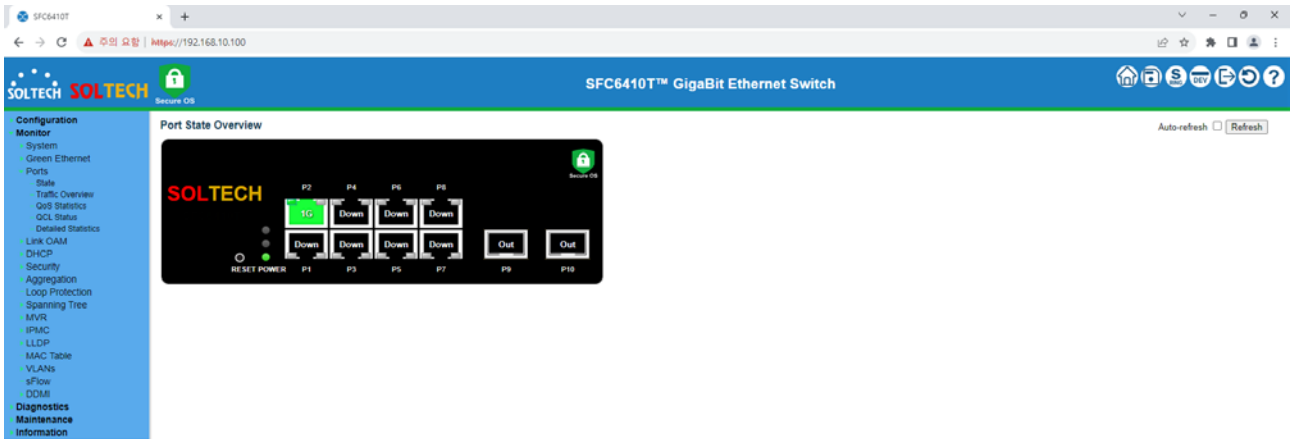 SFC6410T
주의 요함 | https://192.168.10.100
SOLTECH SOLTECH
Secure OS
SFC6410T™ GigaBit Ethernet Switch
Configuration
Monitor
System
Green Ethernet
Ports
State
Traffic Overview
QoS Statistics
QCL Status
Detailed Statistics
Link OAM
DHCP
Security
Aggregation
Loop Protection
Spanning Tree
MVR
IPMC
LLDP
MAC Table
VLANs
sFlow
DDMI
Diagnostics
Maintenance
Information
Port State Overview
Auto-refresh Refresh
Secure OS
SOLTECH
P2 P4 P6 P8
1G Down Down Down
Down Down Down Down Out Out
RESET POWER P1 P3 P5 P7 P9 P10